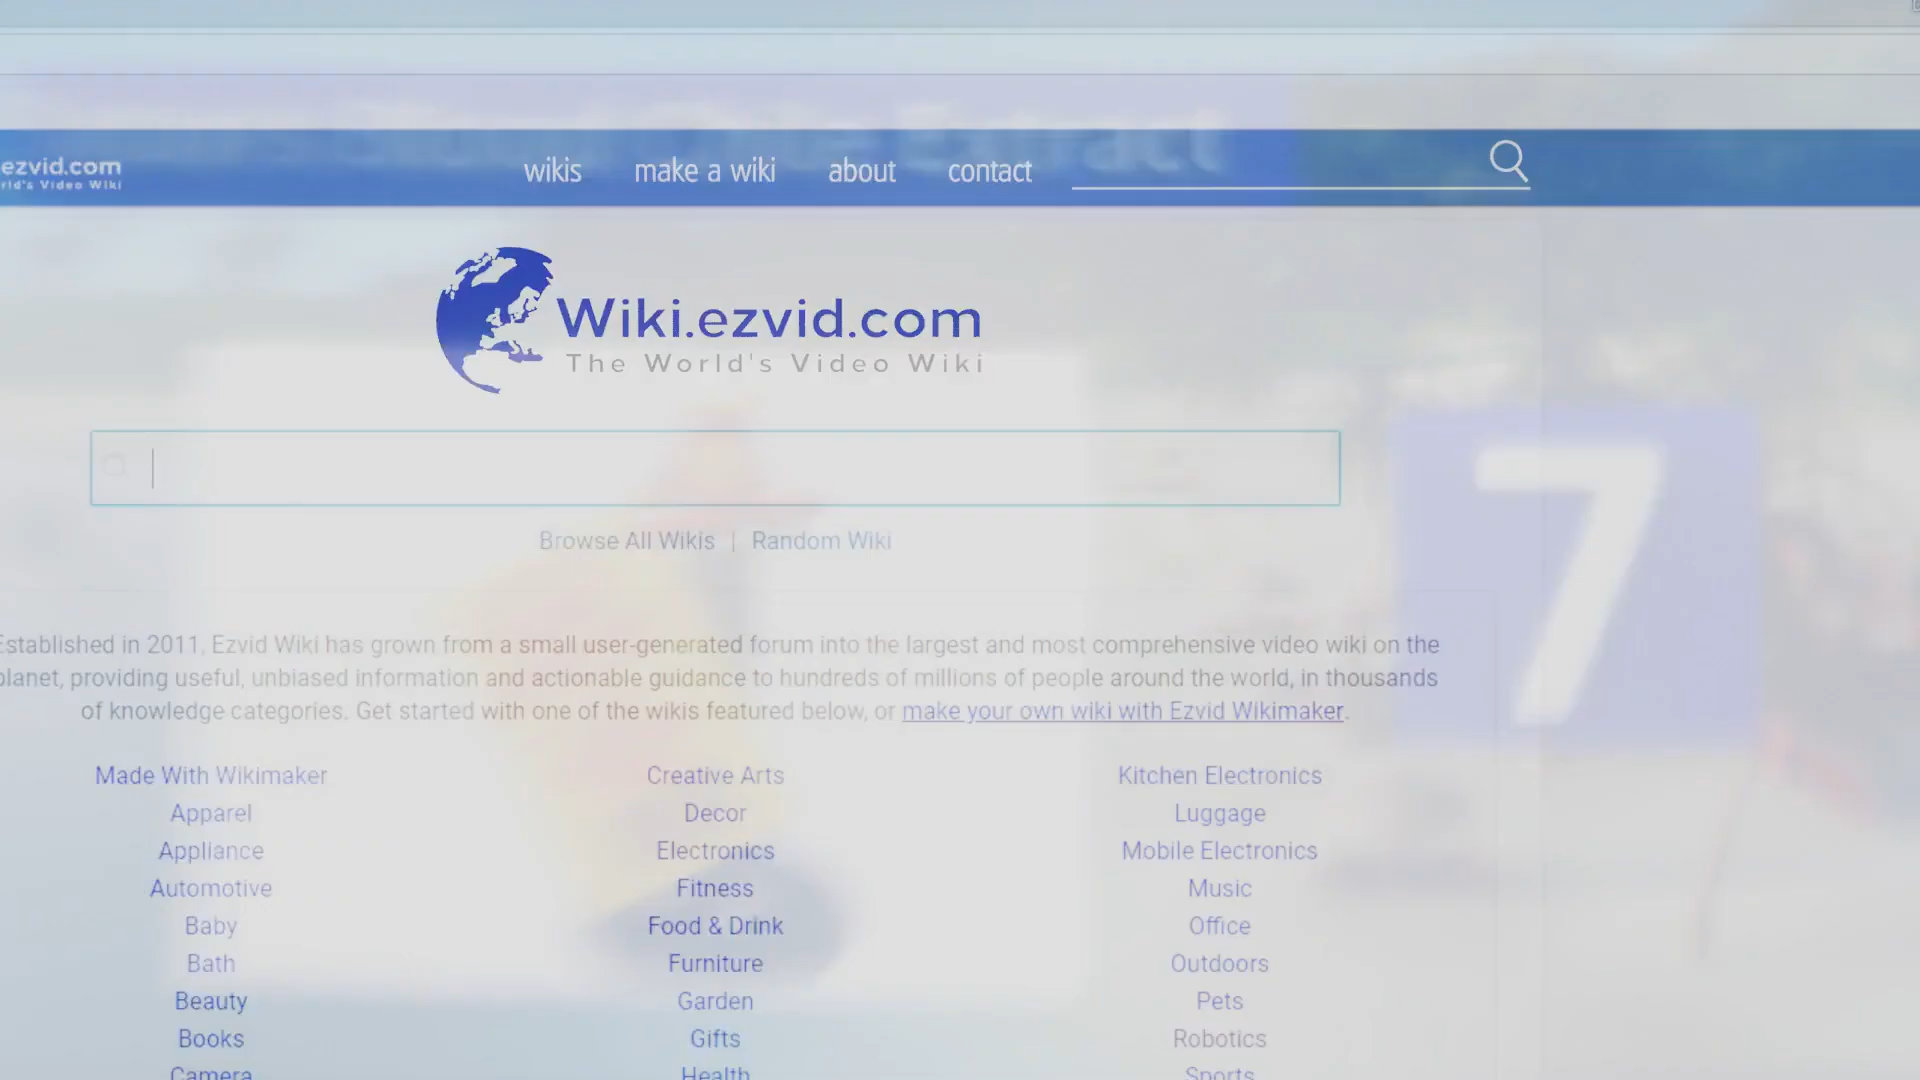 ezvid.com
wikis make a wiki about contact
Extract
Wiki.ezvid.com
The World's Video Wiki
Browse All Wikis | Random Wiki
7
Established in 2011, Ezvid Wiki has grown from a small user-generated forum into the largest and most comprehensive video wiki on the
planet, providing useful, unbiased information and actionable guidance to hundreds of millions of people around the world, in thousands
of knowledge categories. Get started with one of the wikis featured below, or make your own wiki with Ezvid Wikimaker.
Made With Wikimaker Creative Arts Kitchen Electronics
Apparel Decor Luggage
Appliance Electronics Mobile Electronics
Automotive Fitness Music
Baby Food & Drink Office
Bath Furniture Outdoors
Beauty Garden Pets
Books Gifts Robotics
Camera Health Sports